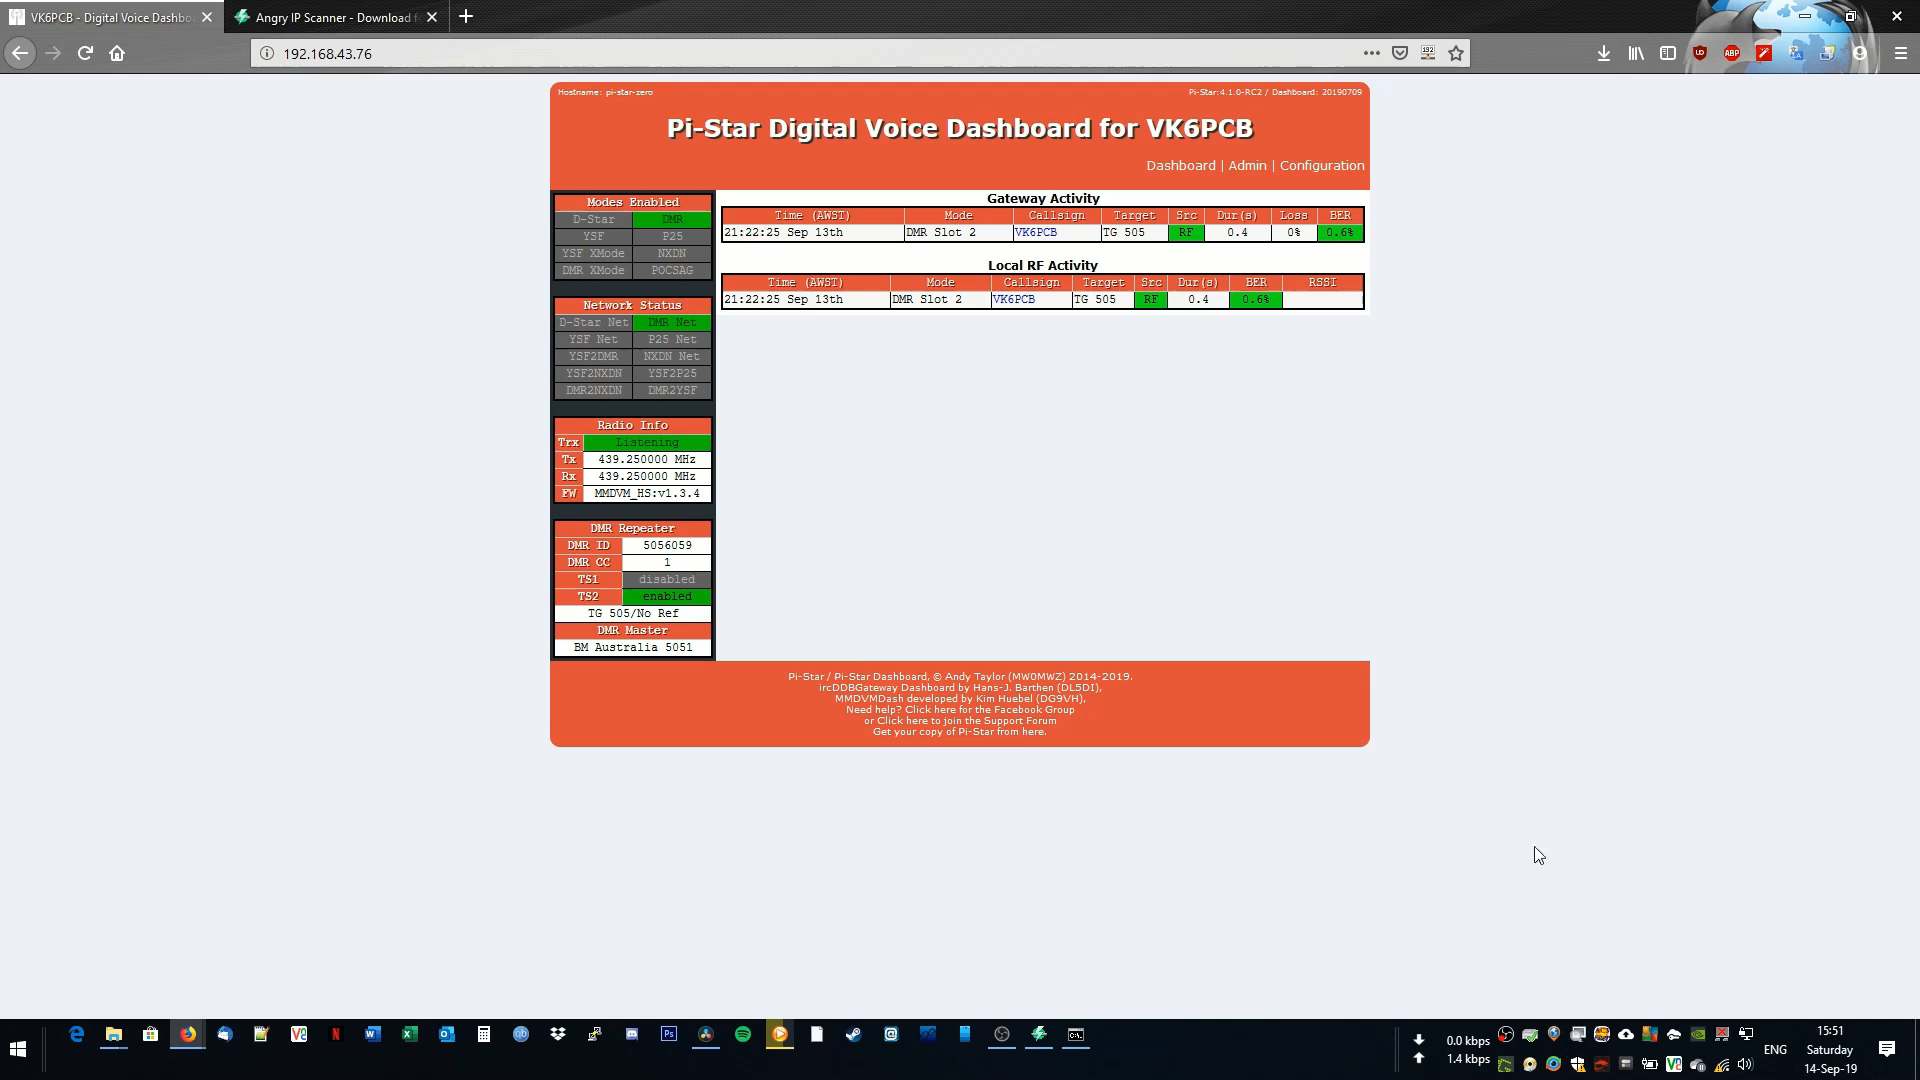 VK6PCB - Digital Voice Dashbo
Angry IP Scanner - Download f
192.168.43.76
Hostname: pi-star-zero
Pi-Star:4.1.0-RC2 / Dashboard: 20190709
Pi-Star Digital Voice Dashboard for VK6PCB
Dashboard | Admin | Configuration
Modes Enabled
D-Star DMR
YSF P25
YSF XMode NXDN
DMR XMode POCSAG
Network Status
D-Star Net DMR Net
YSF Net P25 Net
YSF2DMR NXDN Net
YSF2NXDN YSF2P25
DMR2NXDN DMR2YSF
Radio Info
Trx Listening
Tx 439.250000 MHz
Rx 439.250000 MHz
FW MMDVM_HS:v1.3.4
DMR Repeater
DMR ID 5056059
DMR CC 1
TS1 disabled
TS2 enabled
TG 505/No Ref
DMR Master
BM Australia 5051
Gateway Activity
Time (AWST) Mode Callsign Target Src Dur(s) Loss BER
21:22:25 Sep 13th DMR Slot 2 VK6PCB TG 505 RF 0.4 0% 0.6%
Local RF Activity
Time (AWST) Mode Callsign Target Src Dur(s) BER RSSI
21:22:25 Sep 13th DMR Slot 2 VK6PCB TG 505 RF 0.4 0.6%
Pi-Star / Pi-Star Dashboard, © Andy Taylor (MW0MWZ) 2014-2019.
ircDDBGateway Dashboard by Hans-J. Barthen (DL5DI),
MMDVMDash developed by Kim Huebel (DG9VH),
Need help? Click here for the Facebook Group
or Click here to join the Support Forum
Get your copy of Pi-Star from here.
0.0 kbps
1.4 kbps
ENG
15:51
Saturday
14-Sep-19